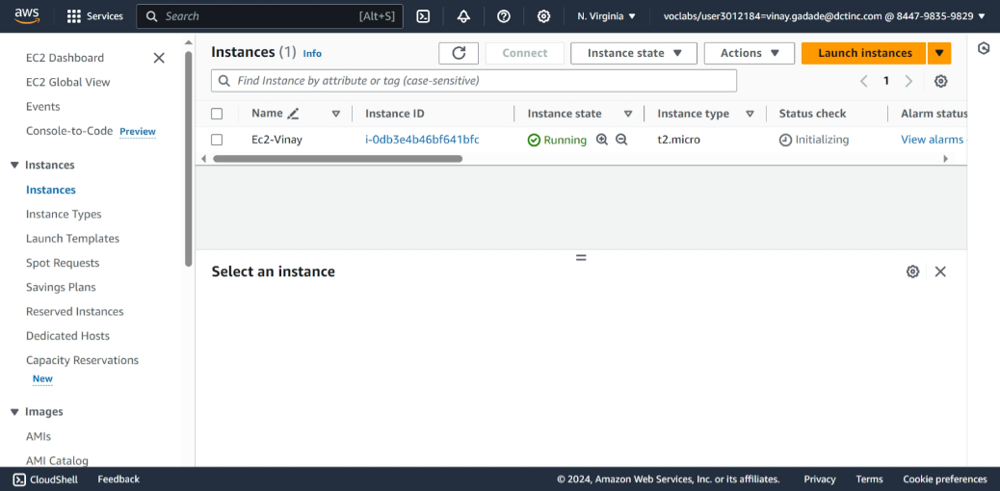 aws Services Search [Alt+S] N. Virginia voclabs/user3012184=vinay.gadade@dctinc.com @ 8447-9835-9829
EC2 Dashboard
EC2 Global View
Events
Console-to-Code Preview
Instances
Instances
Instance Types
Launch Templates
Spot Requests
Savings Plans
Reserved Instances
Dedicated Hosts
Capacity Reservations
New
Images
AMIs
AMI Catalog
Instances (1) Info Connect Instance state Actions Launch instances
Find Instance by attribute or tag (case-sensitive) 1
Name Instance ID Instance state Instance type Status check Alarm status
Ec2-Vinay i-0db3e4b46bf641bfc Running t2.micro Initializing View alarms
Select an instance
CloudShell Feedback © 2024, Amazon Web Services, Inc. or its affiliates. Privacy Terms Cookie preferences